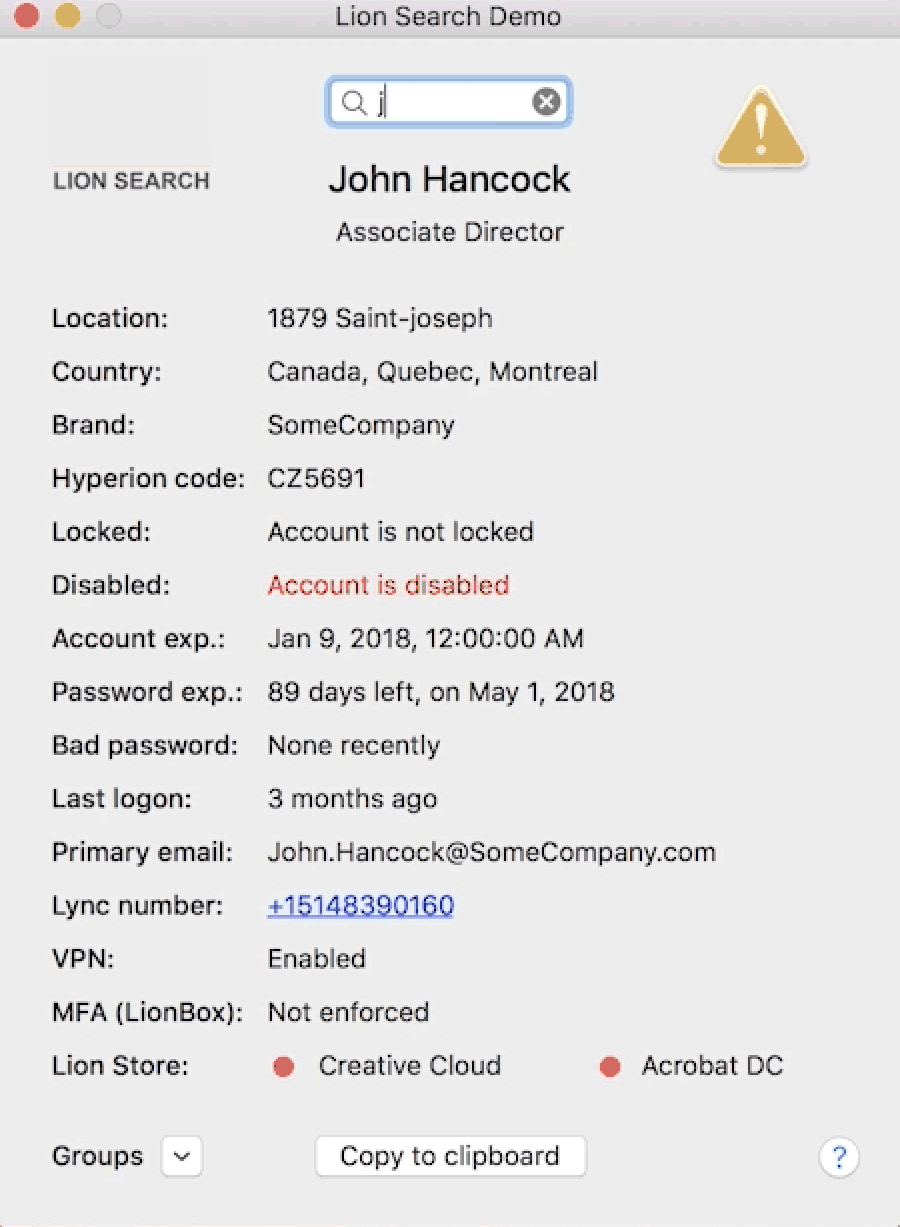 Lion Search Demo
j
LION SEARCH
John Hancock
Associate Director
Location: 1879 Saint-joseph
Country: Canada, Quebec, Montreal
Brand: SomeCompany
Hyperion code: CZ5691
Locked: Account is not locked
Disabled: Account is disabled
Account exp.: Jan 9, 2018, 12:00:00 AM
Password exp.: 89 days left, on May 1, 2018
Bad password: None recently
Last logon: 3 months ago
Primary email: John.Hancock@SomeCompany.com
Lync number: +15148390160
VPN: Enabled
MFA (LionBox): Not enforced
Lion Store: Creative Cloud Acrobat DC
Groups Copy to clipboard ?